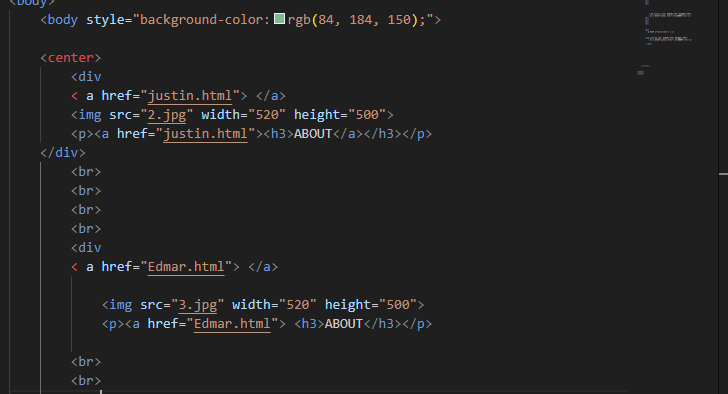 <body>
<body style="background-color: rgb(84, 184, 150);">
<center>
<div
< a href="justin.html"> </a>
<img src="2.jpg" width="520" height="500">
<p><a href="justin.html"><h3>ABOUT</a></h3></p>
</div>
<br>
<br>
<br>
<br>
<div
< a href="Edmar.html"> </a>
<img src="3.jpg" width="520" height="500">
<p><a href="Edmar.html"> <h3>ABOUT</h3></p>
<br>
<br>